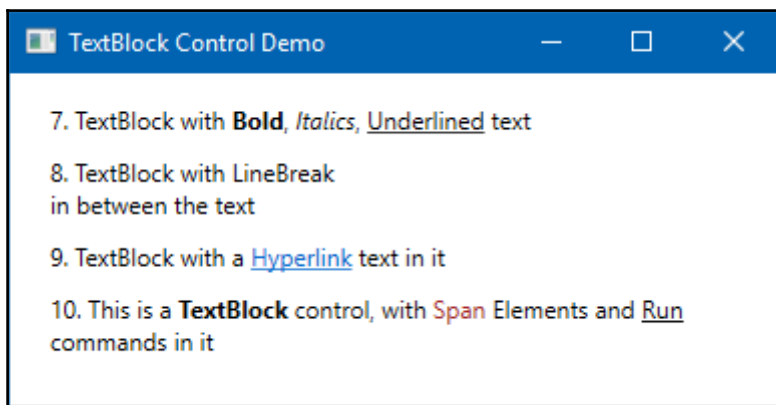 TextBlock Control Demo
7. TextBlock with Bold, Italics, Underlined text
8. TextBlock with LineBreak
in between the text
9. TextBlock with a Hyperlink text in it
10. This is a TextBlock control, with Span Elements and Run
commands in it